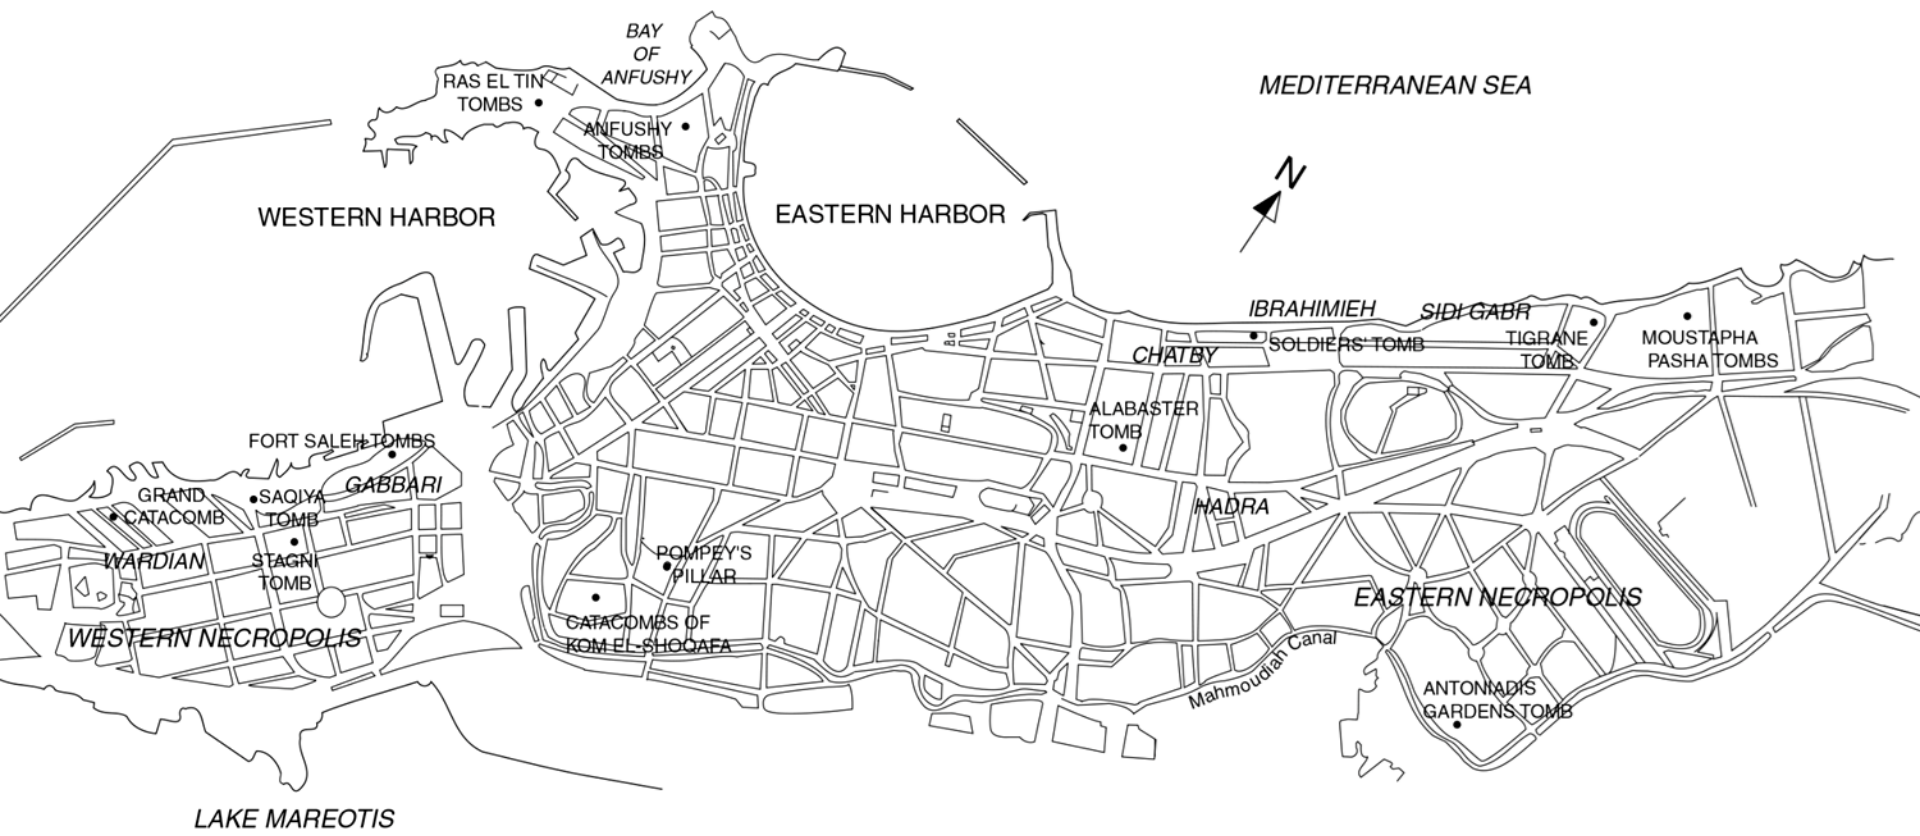 BAY
OF
ANFUSHY
RAS EL TIN
TOMBS
MEDITERRANEAN SEA
ANFUSHY
TOMBS
N
WESTERN HARBOR
EASTERN HARBOR
IBRAHIMIEH
SIDI GABR
SOLDIERS' TOMB
CHATBY
TIGRANE
TOMB
MOUSTAPHA
PASHA TOMBS
ALABASTER
TOMB
FORT SALEH TOMBS
GABBARI
GRAND
CATACOMB
SAQIYA
TOMB
HADRA
WARDIAN
STAGNI
TOMB
POMPEY'S
PILLAR
EASTERN NECROPOLIS
CATACOMBS OF
KOM EL-SHOQAFA
WESTERN NECROPOLIS
Mahmoudiah Canal
ANTONIADIS
GARDENS TOMB
LAKE MAREOTIS